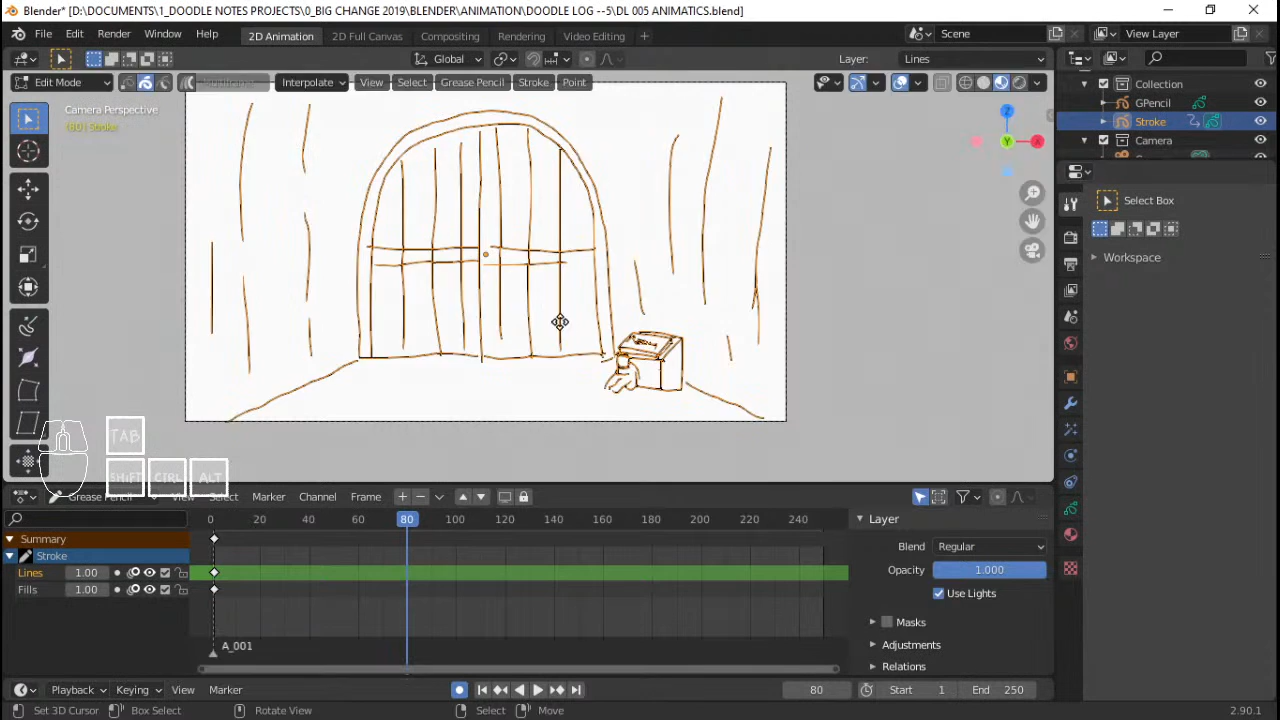 Blender* [D:\DOCUMENTS\1_DOODLE NOTES PROJECTS\0_BIG CHANGE 2019\BLENDER\ANIMATION\DOODLE LOG --5\DL 005 ANIMATICS.blend]
File Edit Render Window Help 2D Animation 2D Full Canvas Compositing Rendering Video Editing + Scene View Layer
Global Layer: Lines
Edit Mode Interpolate View Select Grease Pencil Stroke Point
Collection
Camera Perspective
(80) Stroke
GPencil
Stroke
Camera
Select Box
Workspace
TAB
SHIFT CTRL ALT
Grease Pencil View Select Marker Channel Frame
0 20 40 60 80 100 120 140 160 180 200 220 240
Layer
Summary
Blend Regular
Stroke
Opacity 1.000
Lines 1.00
Fills 1.00
Use Lights
Masks
Adjustments
A_001
Relations
Playback Keying View Marker 80 Start 1 End 250
Set 3D Cursor Box Select Rotate View Select Move 2.90.1